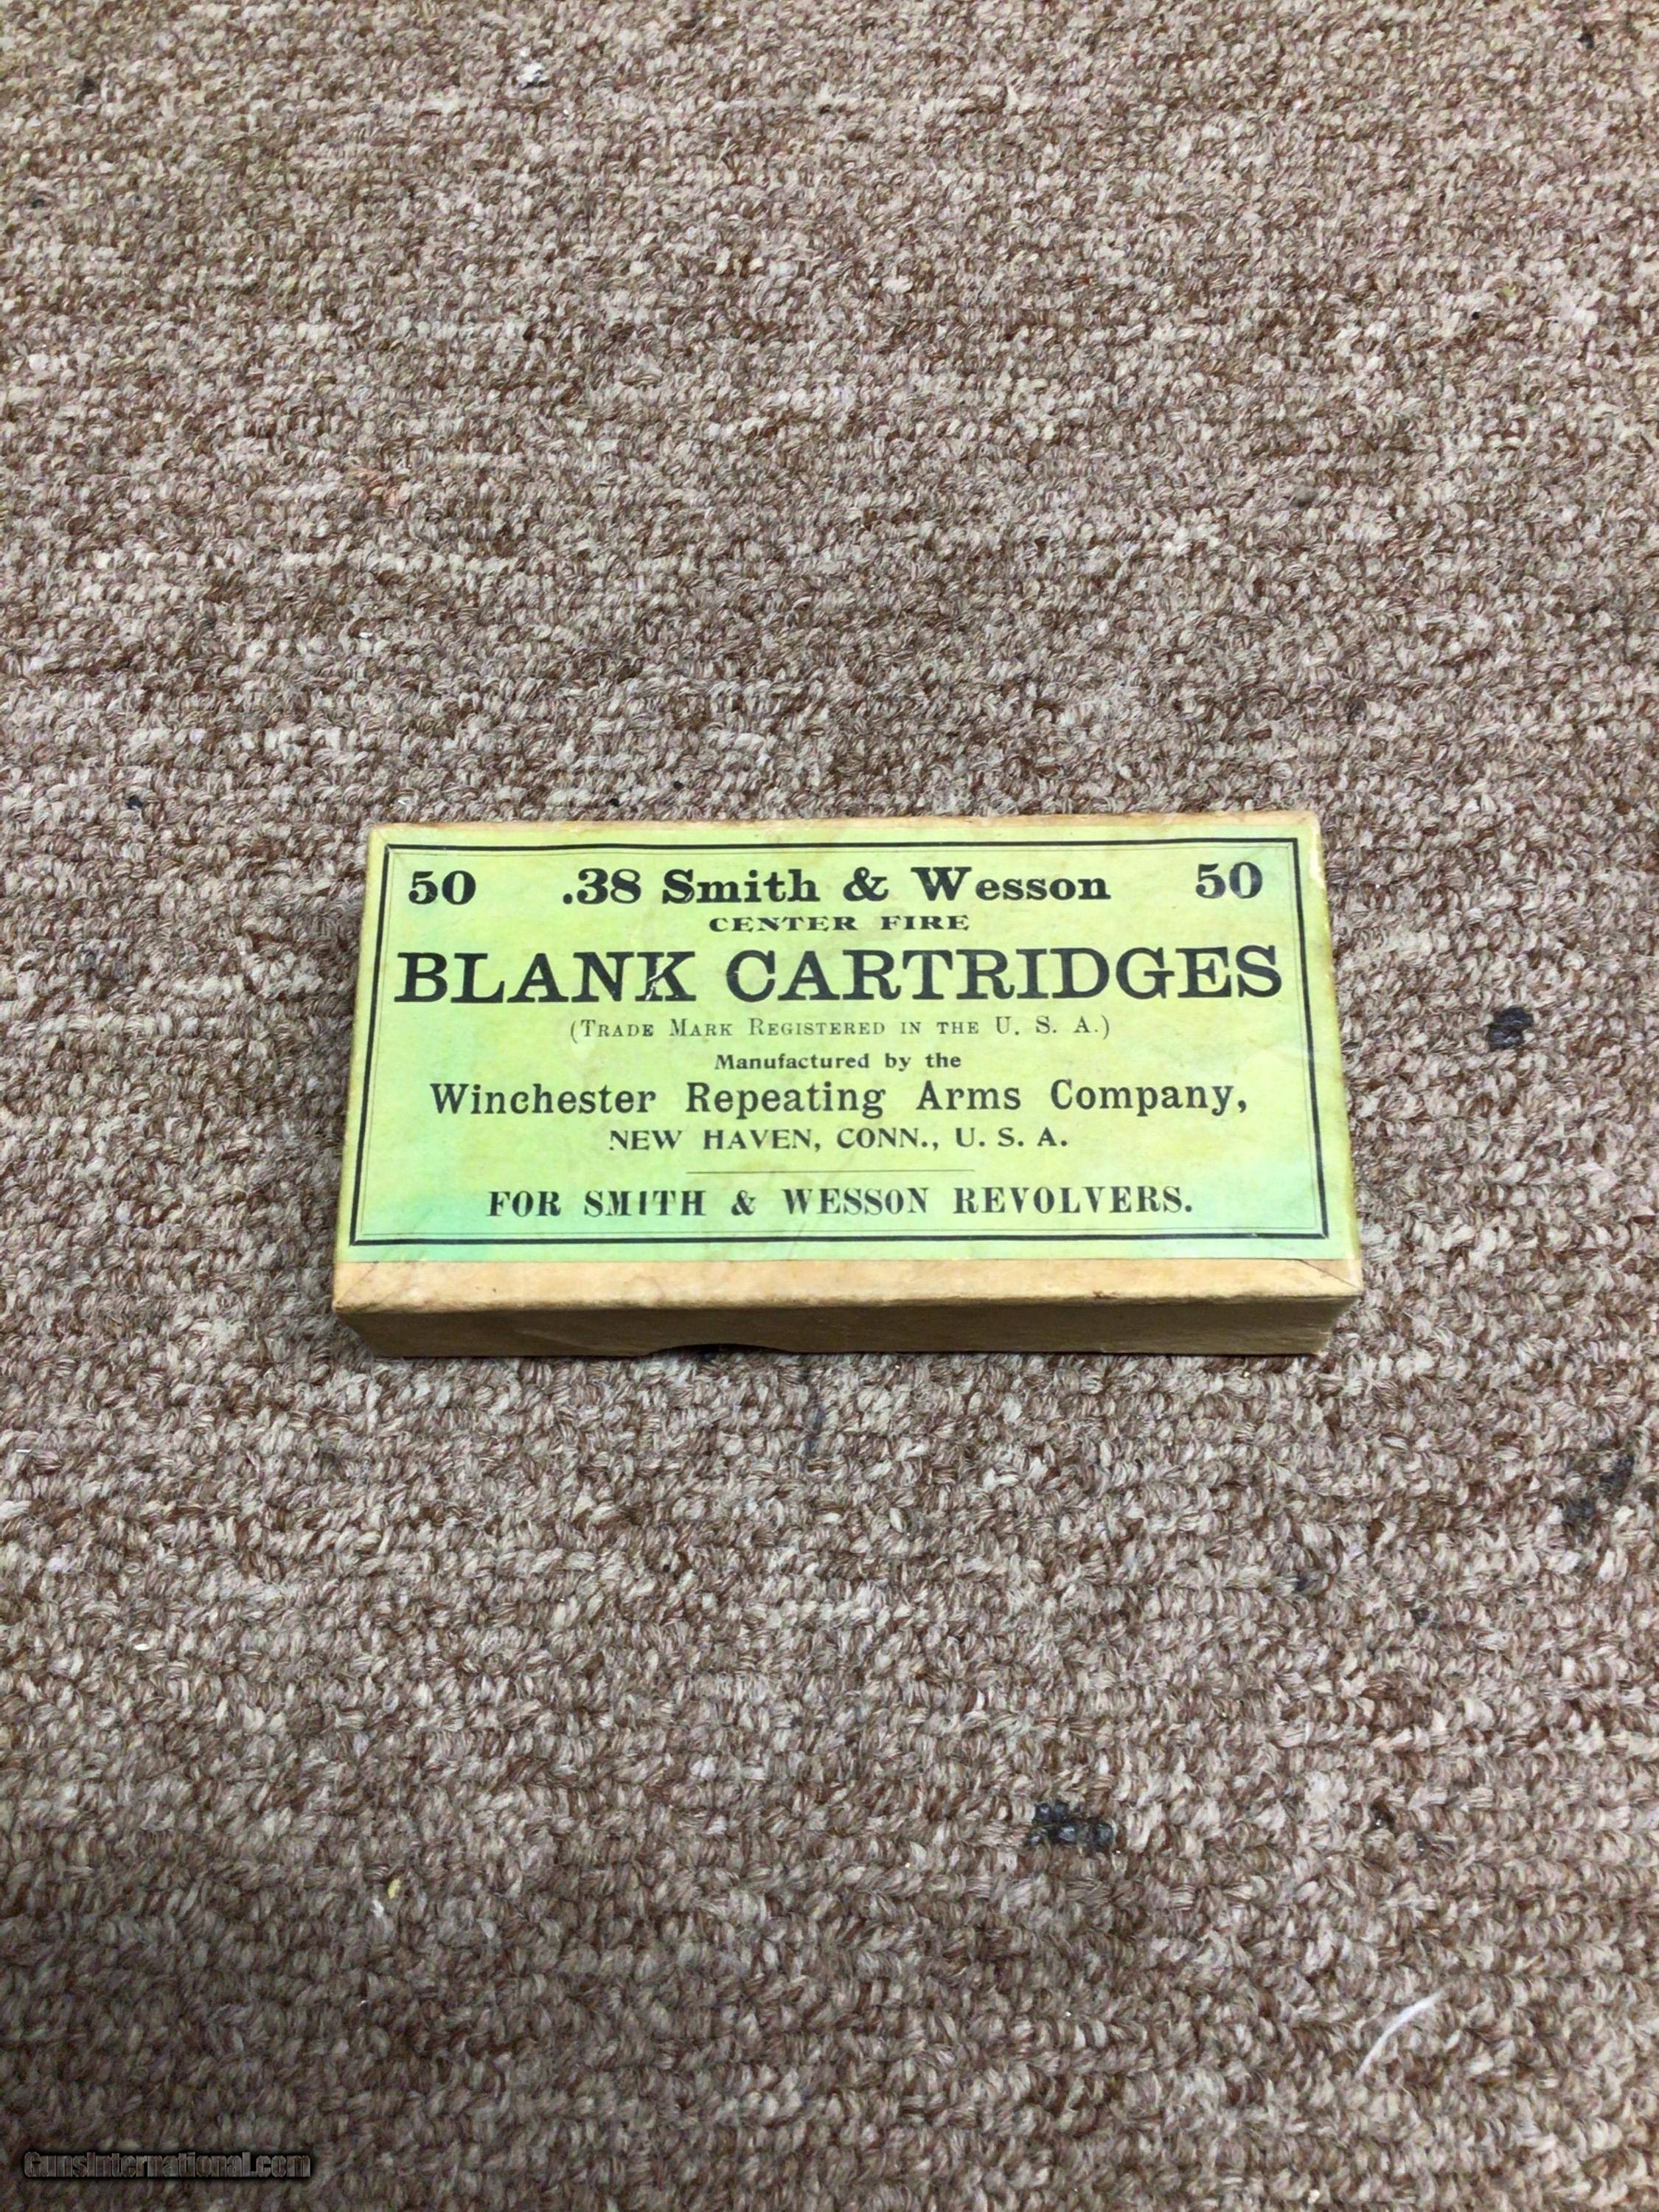 50 .38 Smith & Wesson 50
CENTER FIRE
BLANK CARTRIDGES
(TRADE MARK REGISTERED IN THE U. S. A.)
Manufactured by the
Winchester Repeating Arms Company,
NEW HAVEN, CONN., U. S. A.
FOR SMITH & WESSON REVOLVERS.
GunsInternational.com